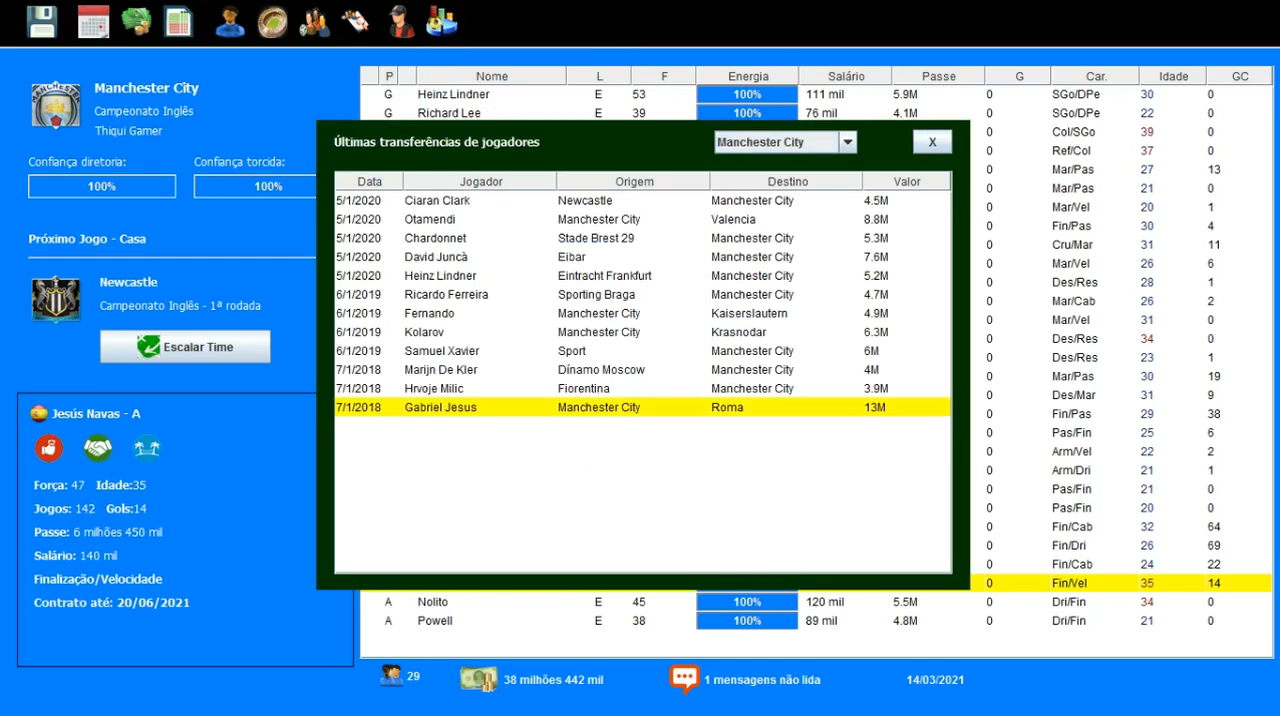 Manchester City
Campeonato Inglês
Thiqui Gamer
Confiança diretoria: Confiança torcida:
100% 100%
Próximo Jogo - Casa
Newcastle
Campeonato Inglês - 1ª rodada
Escalar Time
Jesús Navas - A
Força: 47 Idade:35
Jogos: 142 Gols:14
Passe: 6 milhões 450 mil
Salário: 140 mil
Finalização/Velocidade
Contrato até: 20/06/2021
P Nome L F Energia Salário Passe G Car. Idade GC
G Heinz Lindner E 53 100% 111 mil 5.9M 0 SGo/DPe 30 0
G Richard Lee E 39 100% 76 mil 4.1M 0 SGo/DPe 22 0
0 Col/SGo 39 0
0 Ref/Col 37 0
0 Mar/Pas 27 13
0 Mar/Pas 21 0
0 Mar/Vel 20 1
0 Fin/Pas 30 4
0 Cru/Mar 31 11
0 Mar/Vel 26 6
0 Des/Res 28 1
0 Mar/Cab 26 2
0 Mar/Vel 31 0
0 Des/Res 34 0
0 Des/Res 23 1
0 Mar/Pas 30 19
0 Des/Mar 31 9
0 Fin/Pas 29 38
0 Pas/Fin 25 6
0 Arm/Vel 22 2
0 Arm/Dri 21 1
0 Pas/Fin 21 0
0 Pas/Fin 20 0
0 Fin/Cab 32 64
0 Fin/Dri 26 69
0 Fin/Cab 24 22
0 Fin/Vel 35 14
A Nolito E 45 100% 120 mil 5.5M 0 Dri/Fin 34 0
A Powell E 38 100% 89 mil 4.8M 0 Dri/Fin 21 0
Últimas transferências de jogadores Manchester City X
Data Jogador Origem Destino Valor
5/1/2020 Ciaran Clark Newcastle Manchester City 4.5M
5/1/2020 Otamendi Manchester City Valencia 8.8M
5/1/2020 Chardonnet Stade Brest 29 Manchester City 5.3M
5/1/2020 David Juncà Eibar Manchester City 7.6M
5/1/2020 Heinz Lindner Eintracht Frankfurt Manchester City 5.2M
6/1/2019 Ricardo Ferreira Sporting Braga Manchester City 4.7M
6/1/2019 Fernando Manchester City Kaiserslautern 4.9M
6/1/2019 Kolarov Manchester City Krasnodar 6.3M
6/1/2019 Samuel Xavier Sport Manchester City 6M
7/1/2018 Marijn De Kler Dínamo Moscow Manchester City 4M
7/1/2018 Hrvoje Milic Fiorentina Manchester City 3.9M
7/1/2018 Gabriel Jesus Manchester City Roma 13M
29 38 milhões 442 mil 1 mensagens não lida 14/03/2021